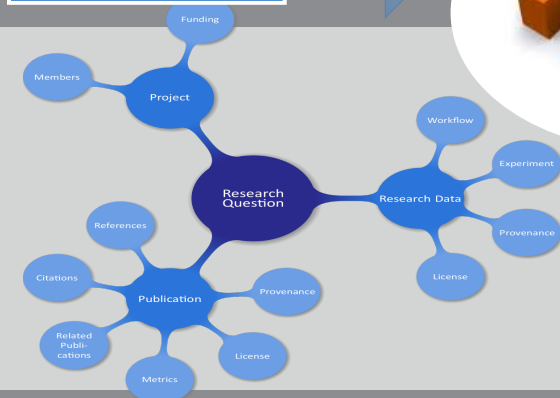 Funding
Members
Project
Workflow
Experiment
Research
Question
Research Data
References
Provenance
Citations
License
Publication
Provenance
Related
Publi-
cations
License
Metrics